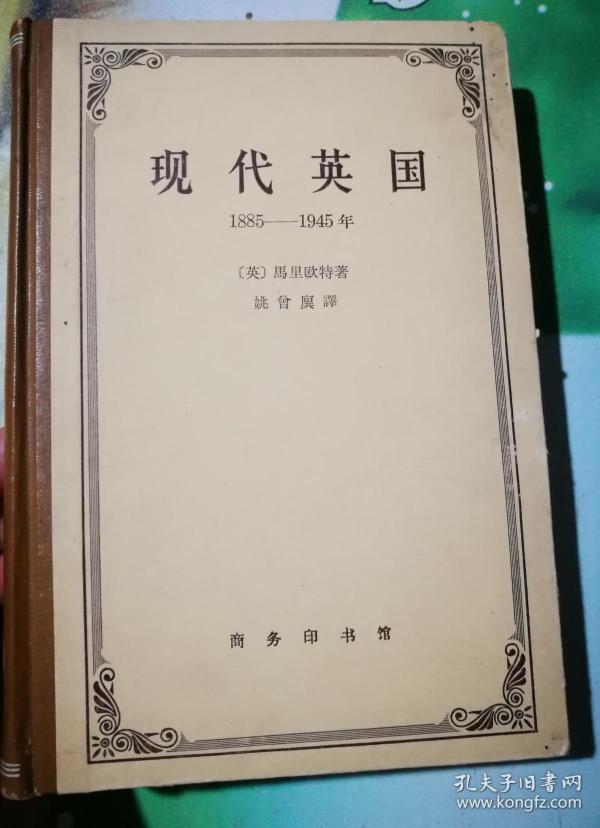 现代英国
1885——1945年
〔英〕馬里欧特著
姚曾廙譯
商务印书馆
孔夫子旧书网
www.kongfz.com